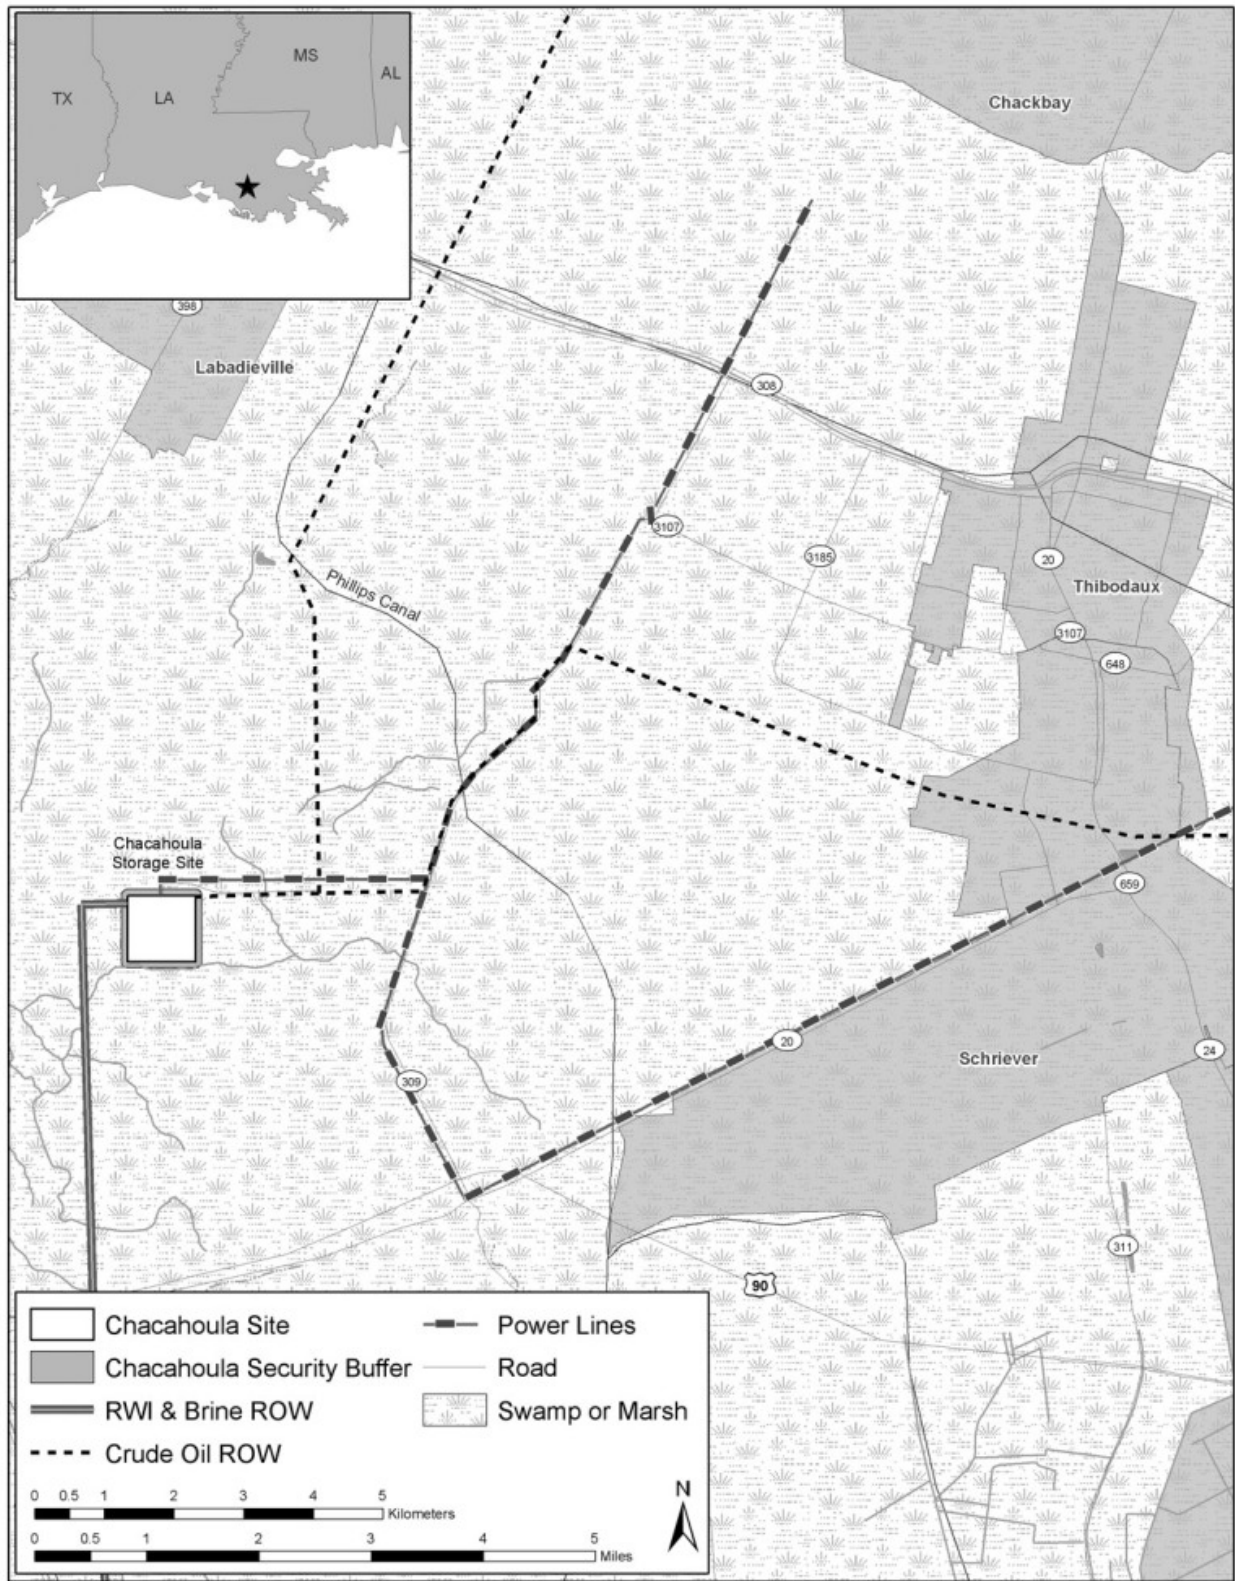 MS
AL
TX
LA
Chackbay
398
Labadieville
308
3107
3185
20
Thibodaux
Phillips Canal
3107
648
Chacahoula
Storage Site
659
20
24
Schriever
309
311
90
Chacahoula Site
Power Lines
Chacahoula Security Buffer
Road
RWI & Brine ROW
Swamp or Marsh
Crude Oil ROW
0 0.5 1 2 3 4 5
Kilometers
N
0 0.5 1 2 3 4 5
Miles